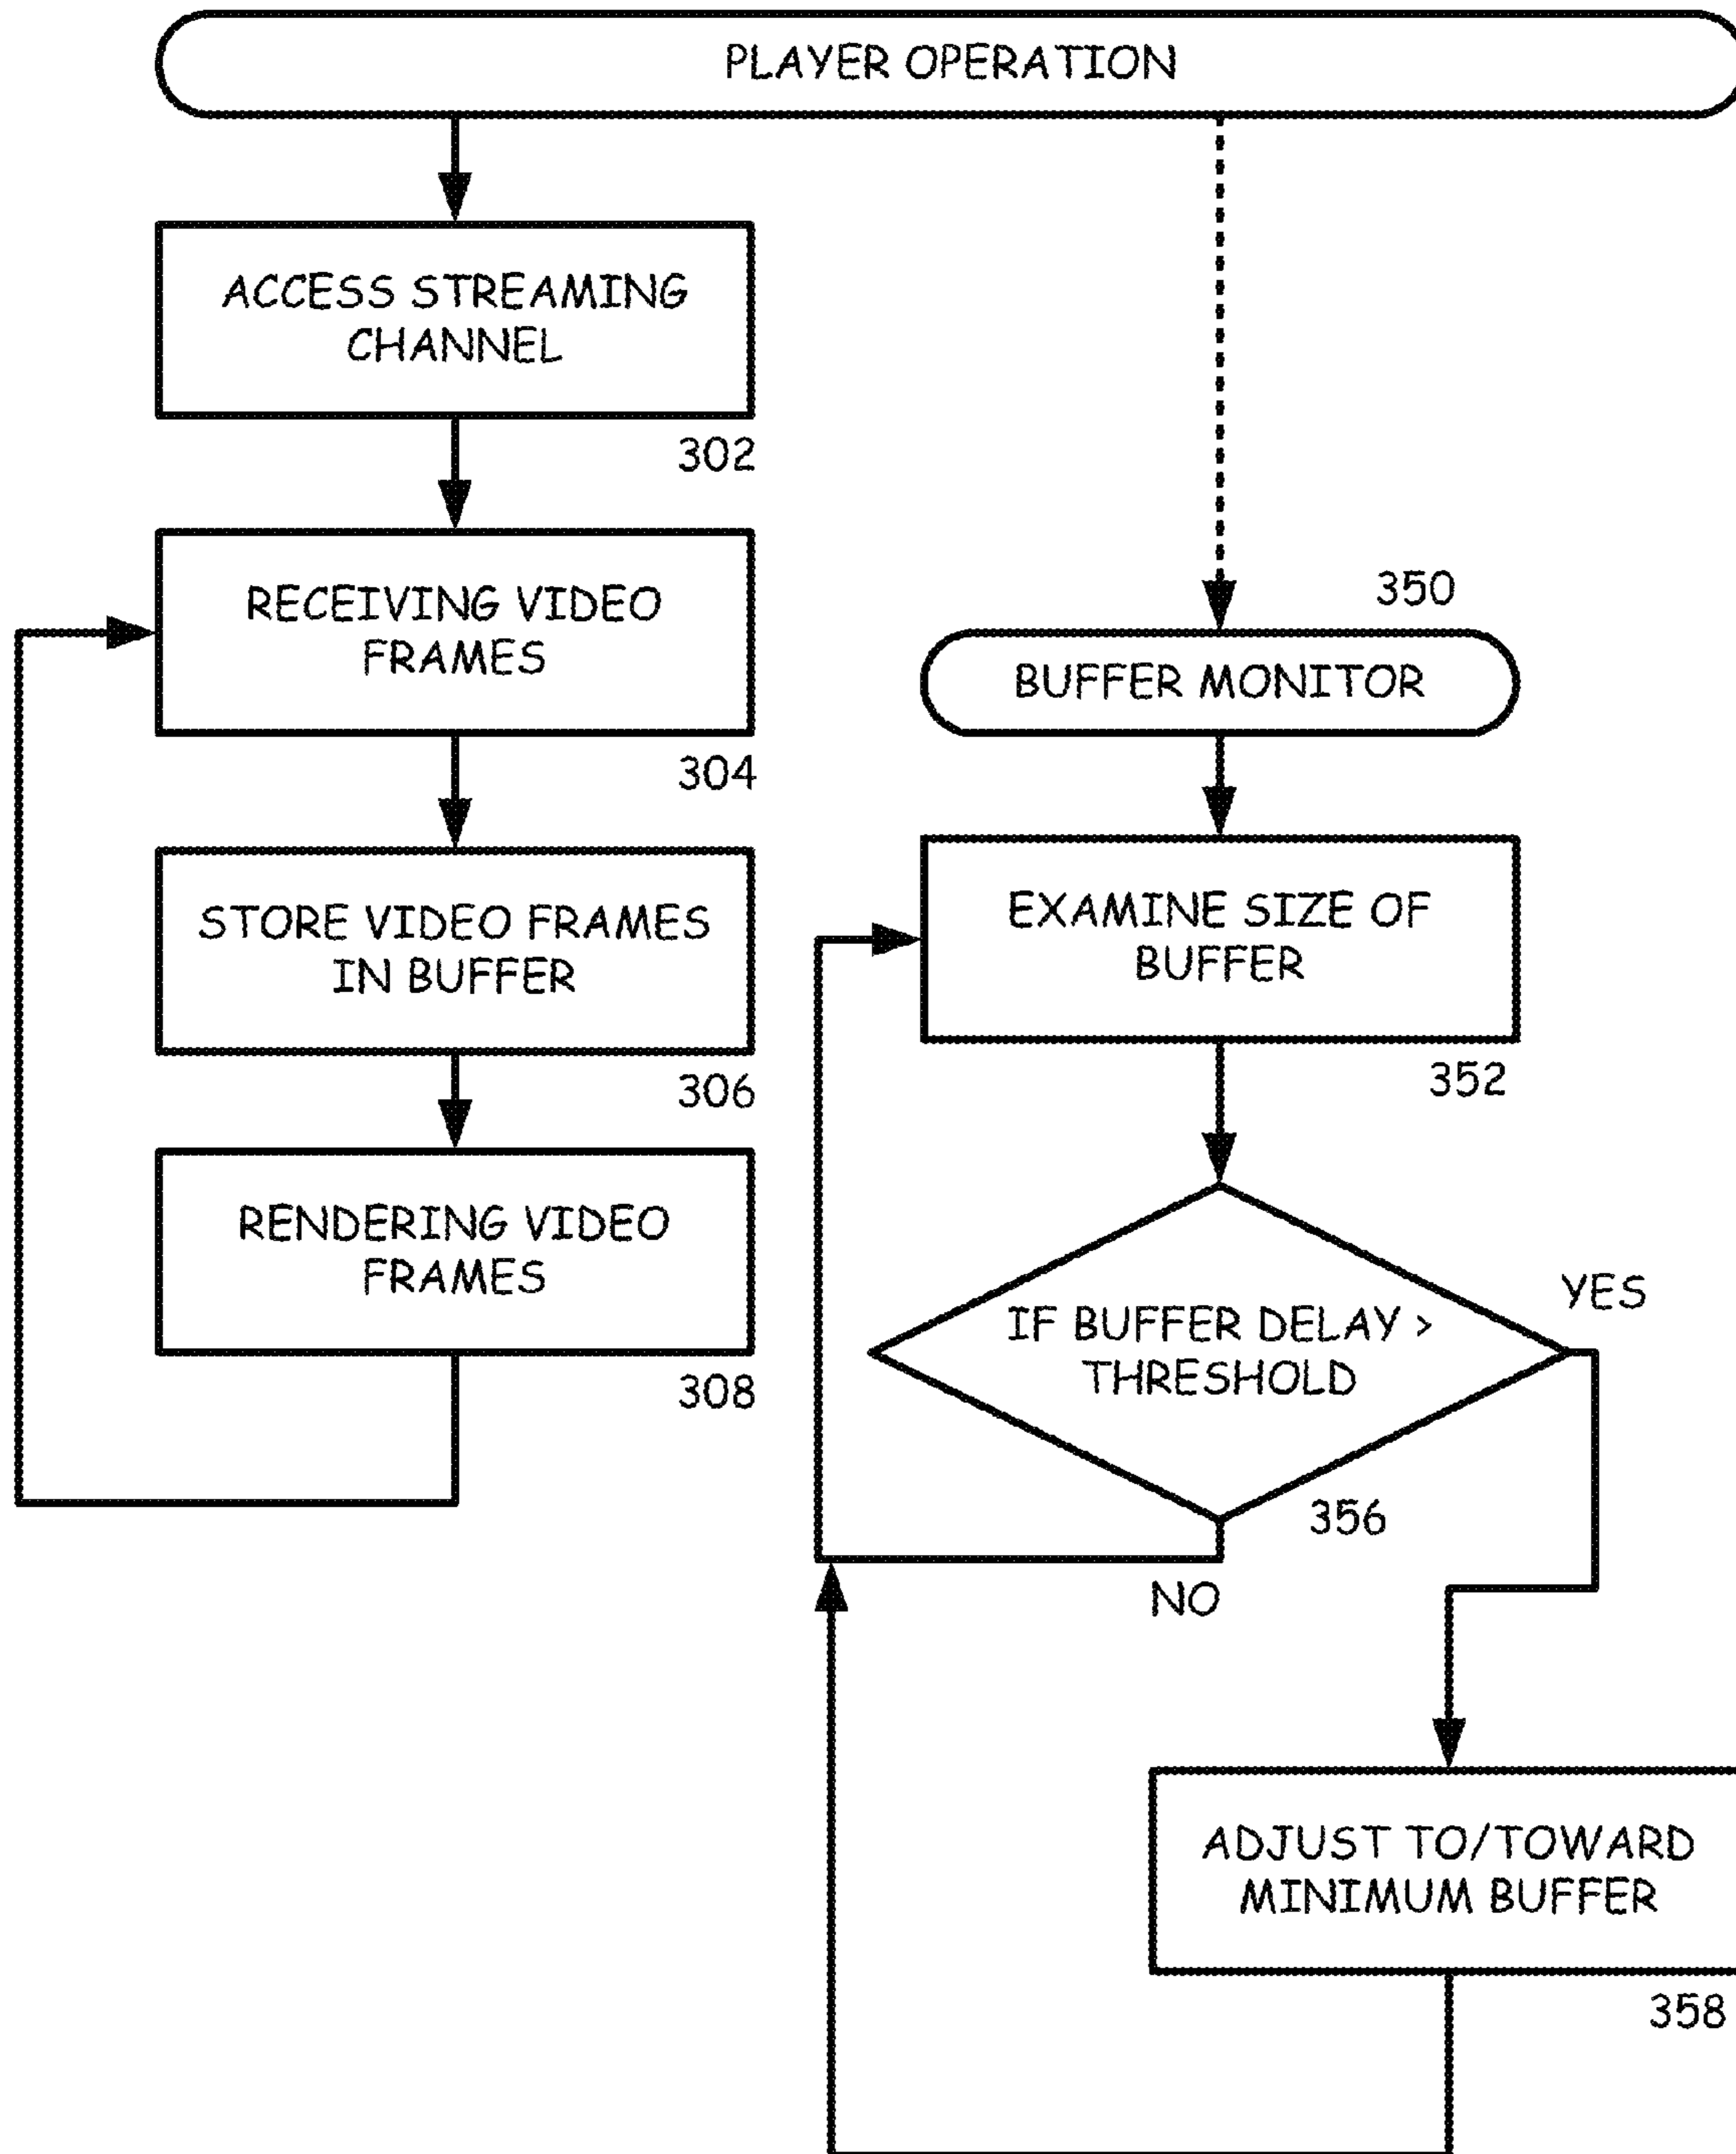 PLAYER OPERATION
ACCESS STREAMING
CHANNEL
302
RECEIVING VIDEO
FRAMES
304
STORE VIDEO FRAMES
IN BUFFER
306
RENDERING VIDEO
FRAMES
308
350
BUFFER MONITOR
EXAMINE SIZE OF
BUFFER
352
IF BUFFER DELAY >
THRESHOLD
YES
356
NO
ADJUST TO/TOWARD
MINIMUM BUFFER
358